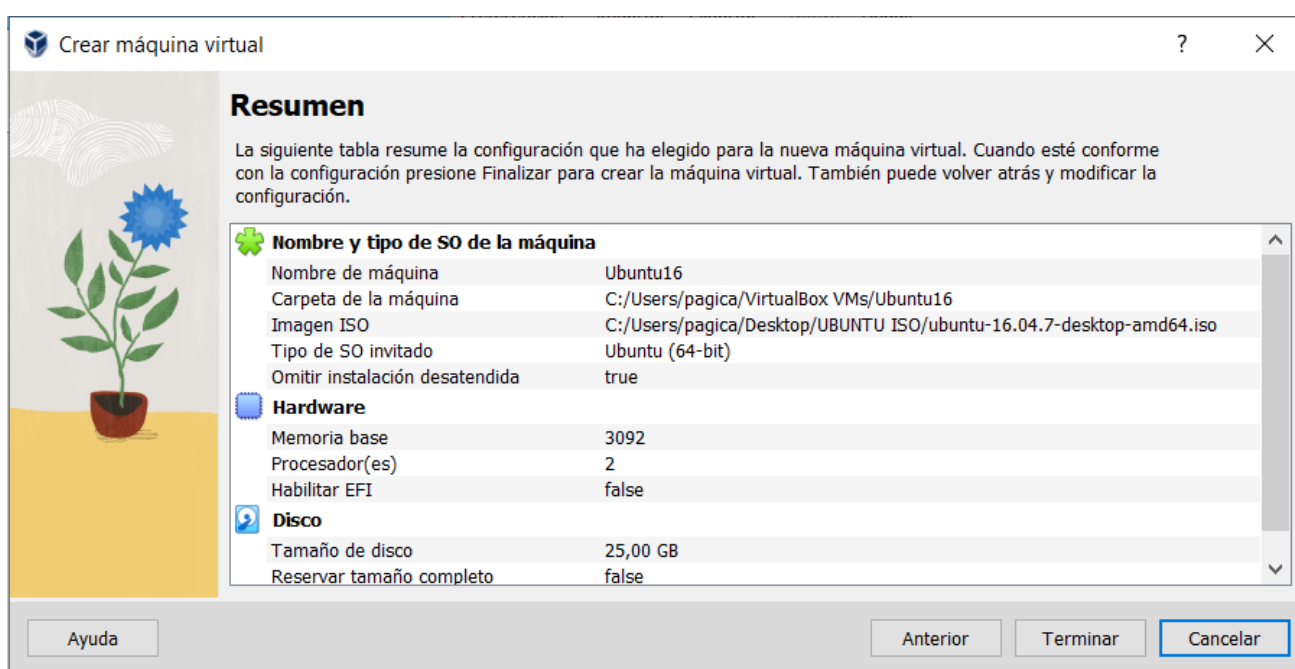 Crear máquina virtual ?
Resumen
La siguiente tabla resume la configuración que ha elegido para la nueva máquina virtual. Cuando esté conforme
con la configuración presione Finalizar para crear la máquina virtual. También puede volver atrás y modificar la
configuración.
Nombre y tipo de SO de la máquina
Nombre de máquina Ubuntu16
Carpeta de la máquina C:/Users/pagica/VirtualBox VMs/Ubuntu16
Imagen ISO C:/Users/pagica/Desktop/UBUNTU ISO/ubuntu-16.04.7-desktop-amd64.iso
Tipo de SO invitado Ubuntu (64-bit)
Omitir instalación desatendida true
Hardware
Memoria base 3092
Procesador(es) 2
Habilitar EFI false
Disco
Tamaño de disco 25,00 GB
Reservar tamaño completo false
Ayuda Anterior Terminar Cancelar